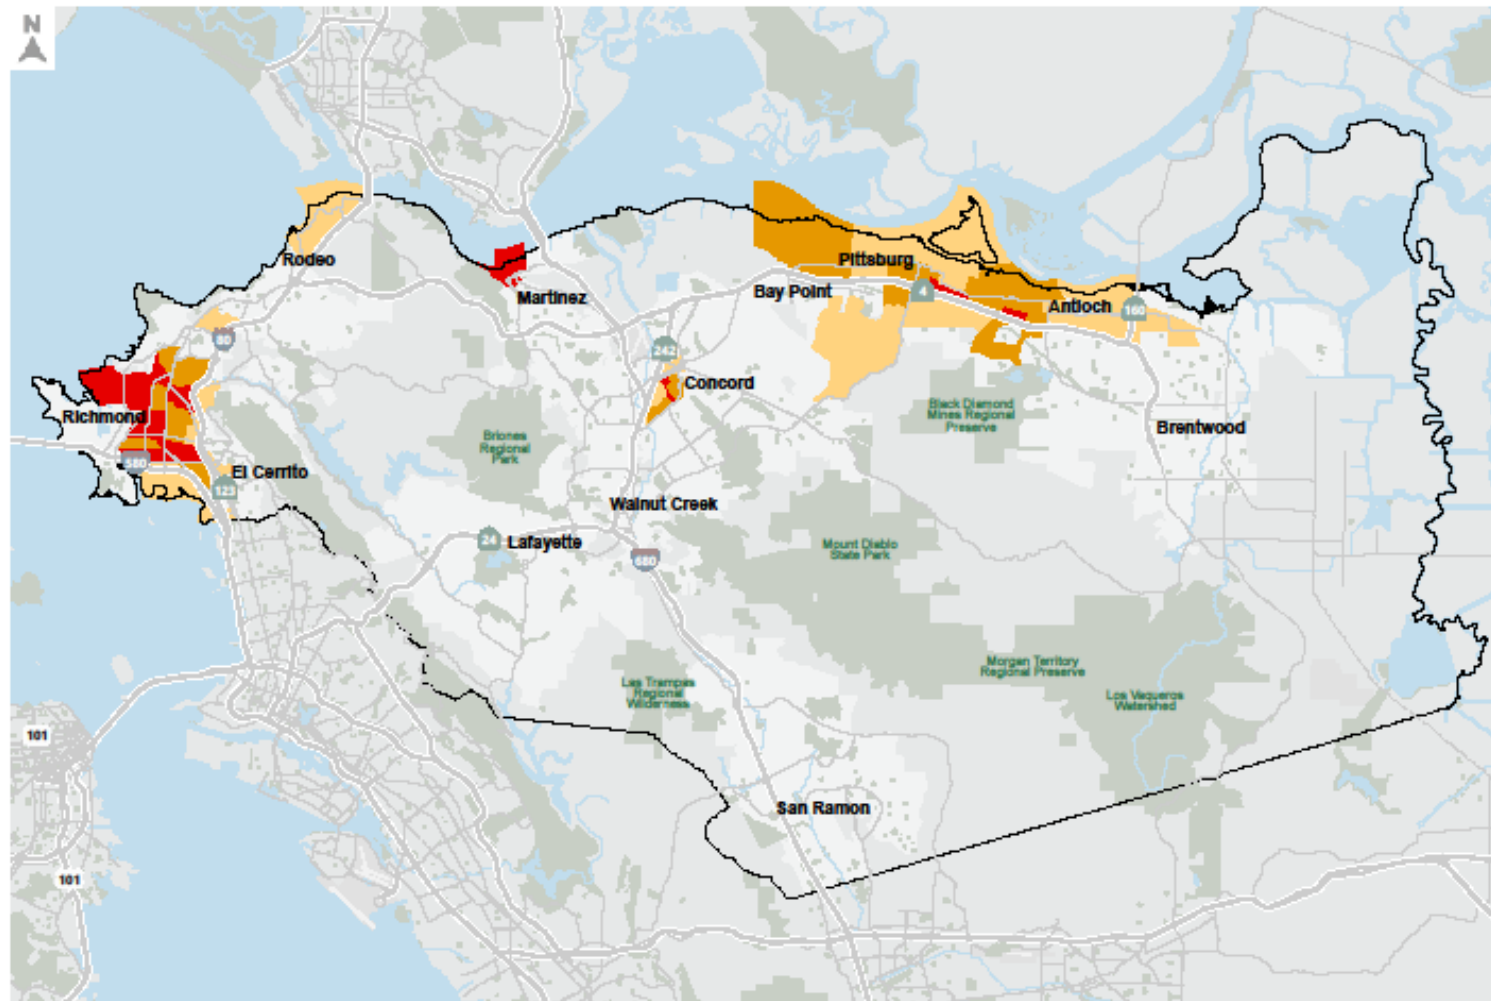 N
Rodeo
Martinez
Pittsburg
Bay Point
4
Antioch
160
80
242
Concord
Richmond
Black Diamond
Mines Regional
Preserve
Brentwood
Briones
Regional
Park
580
El Cerrito
123
Walnut Creek
24
Lafayette
680
Mount Diablo
State Park
Morgan Territory
Regional Preserve
Las Trampas
Regional
Wilderness
Los Vaqueros
Watershed
101
San Ramon
101